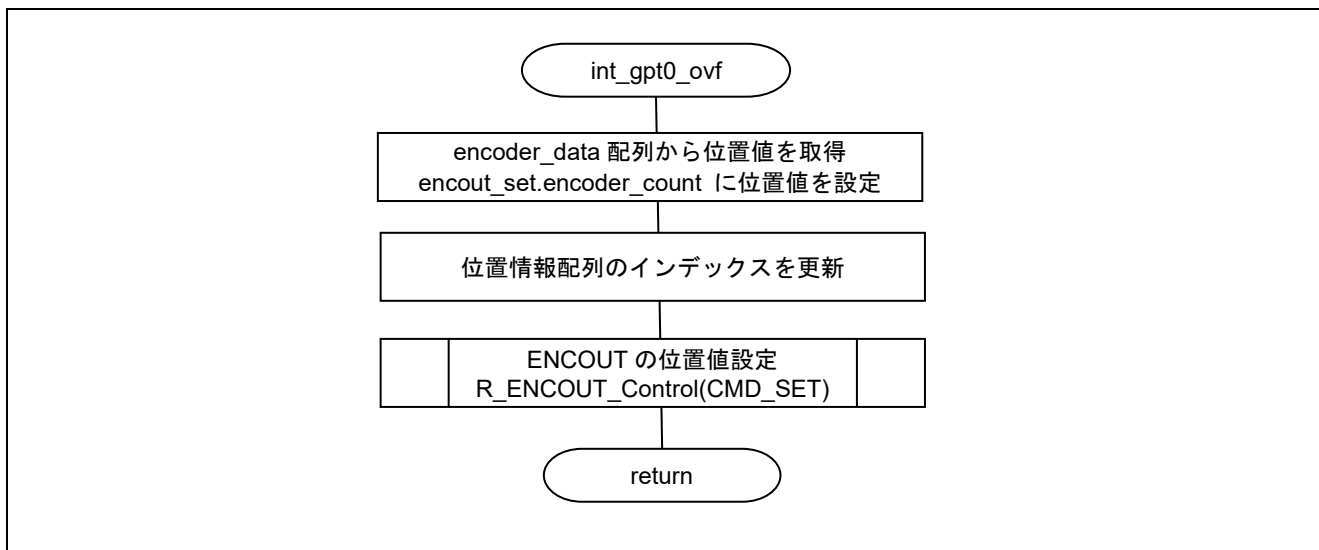 int_gpt0_ovf
encoder_data 配列から位置値を取得
encout_set.encoder_count に位置値を設定
位置情報配列のインデックスを更新
ENCOUT の位置値設定
R_ENCOUT_Control(CMD_SET)
return